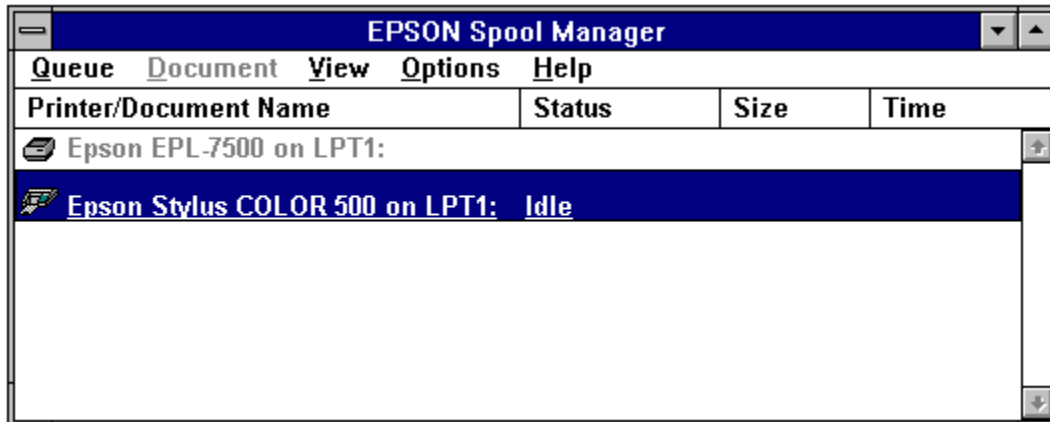 EPSON Spool Manager
Queue Document View Options Help
Printer/Document Name Status Size Time
Epson EPL-7500 on LPT1:
Epson Stylus COLOR 500 on LPT1: Idle